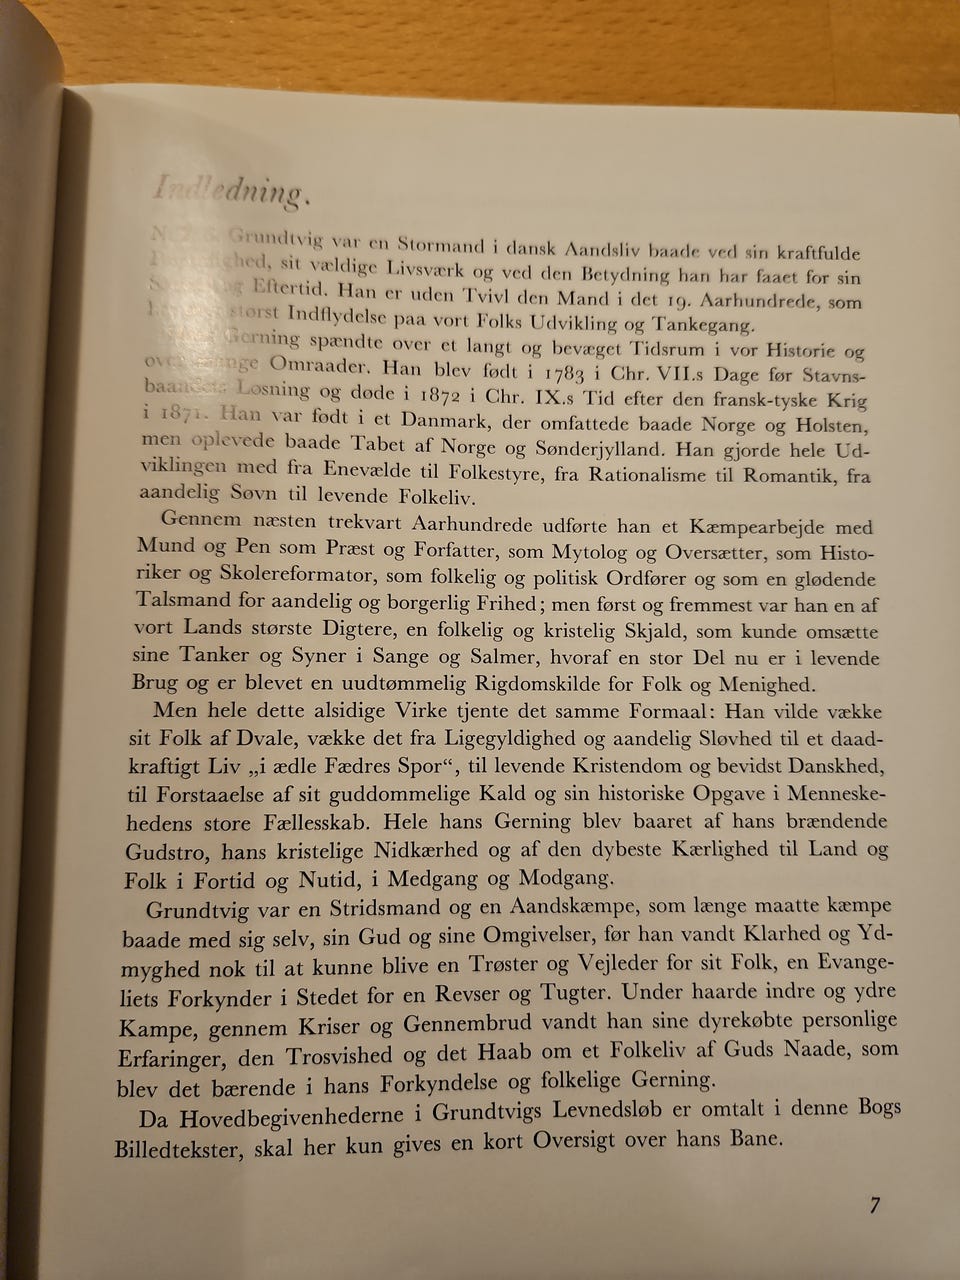 Indledning.
N. F. S. Grundtvig var en Stormand i dansk Aandsliv baade ved sin kraftfulde
sit vældige Livsværk og ved den Betydning han har faaet for sin
og Eftertid. Han er uden Tvivl den Mand i det 19. Aarhundrede, som
størst Indflydelse paa vort Folks Udvikling og Tankegang.
Gerning spændte over et langt og bevæget Tidsrum i vor Historie og
over mange Omraader. Han blev født i 1783 i Chr. VII.s Dage før Stavns-
baandets Løsning og døde i 1872 i Chr. IX.s Tid efter den fransk-tyske Krig
i 1871. Han var født i et Danmark, der omfattede baade Norge og Holsten,
men oplevede baade Tabet af Norge og Sønderjylland. Han gjorde hele Ud-
viklingen med fra Enevælde til Folkestyre, fra Rationalisme til Romantik, fra
aandelig Søvn til levende Folkeliv.
Gennem næsten trekvart Aarhundrede udførte han et Kæmpearbejde med
Mund og Pen som Præst og Forfatter, som Mytolog og Oversætter, som Histo-
riker og Skolereformator, som folkelig og politisk Ordfører og som en glødende
Talsmand for aandelig og borgerlig Frihed; men først og fremmest var han en af
vort Lands største Digtere, en folkelig og kristelig Skjald, som kunde omsætte
sine Tanker og Syner i Sange og Salmer, hvoraf en stor Del nu er i levende
Brug og er blevet en uudtømmelig Rigdomskilde for Folk og Menighed.
Men hele dette alsidige Virke tjente det samme Formaal: Han vilde vække
sit Folk af Dvale, vække det fra Ligegyldighed og aandelig Sløvhed til et daad-
kraftigt Liv „i ædle Fædres Spor“, til levende Kristendom og bevidst Danskhed,
til Forstaaelse af sit guddommelige Kald og sin historiske Opgave i Menneske-
hedens store Fællesskab. Hele hans Gerning blev baaret af hans brændende
Gudstro, hans kristelige Nidkærhed og af den dybeste Kærlighed til Land og
Folk i Fortid og Nutid, i Medgang og Modgang.
Grundtvig var en Stridsmand og en Aandskæmpe, som længe maatte kæmpe
baade med sig selv, sin Gud og sine Omgivelser, før han vandt Klarhed og Yd-
myghed nok til at kunne blive en Trøster og Vejleder for sit Folk, en Evange-
liets Forkynder i Stedet for en Revser og Tugter. Under haarde indre og ydre
Kampe, gennem Kriser og Gennembrud vandt han sine dyrekøbte personlige
Erfaringer, den Trosvished og det Haab om et Folkeliv af Guds Naade, som
blev det bærende i hans Forkyndelse og folkelige Gerning.
Da Hovedbegivenhederne i Grundtvigs Levnedsløb er omtalt i denne Bogs
Billedtekster, skal her kun gives en kort Oversigt over hans Bane.
7